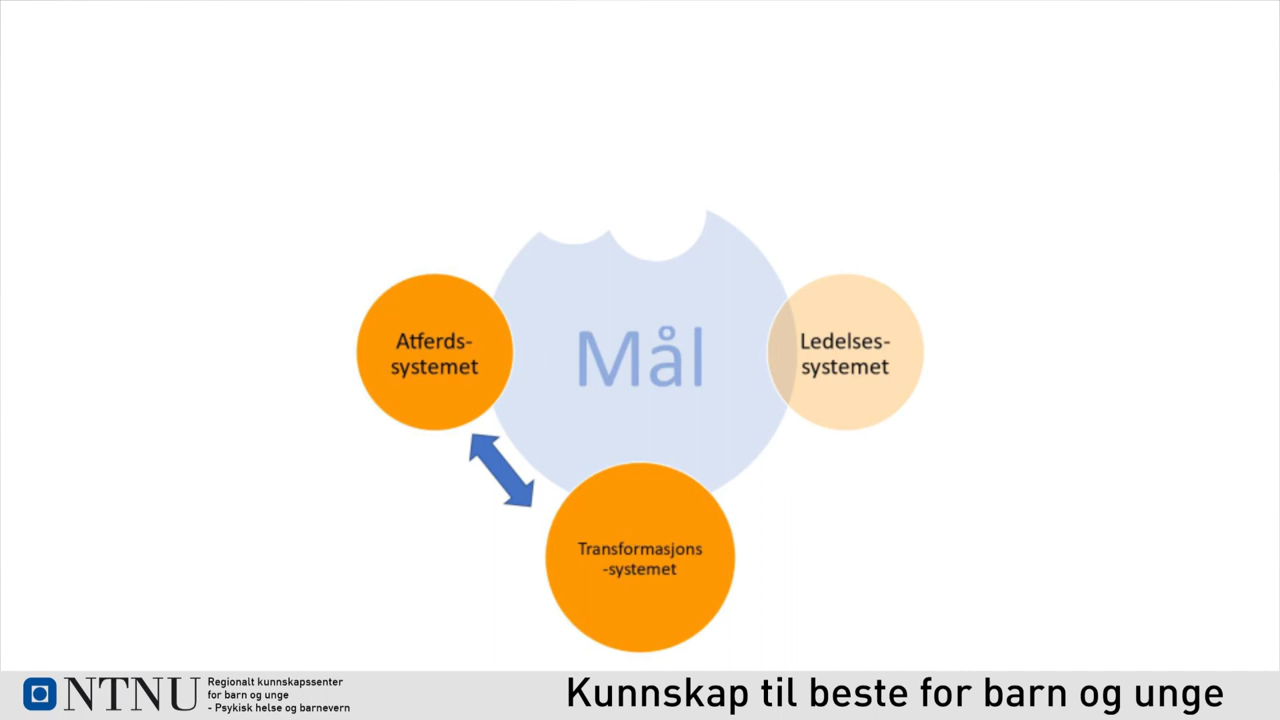 Atferds-
systemet
Mål
Ledelses-
systemet
Transformasjons
-systemet
NTNU
Regionalt kunnskapssenter
for barn og unge
- Psykisk helse og barnevern
Kunnskap til beste for barn og unge